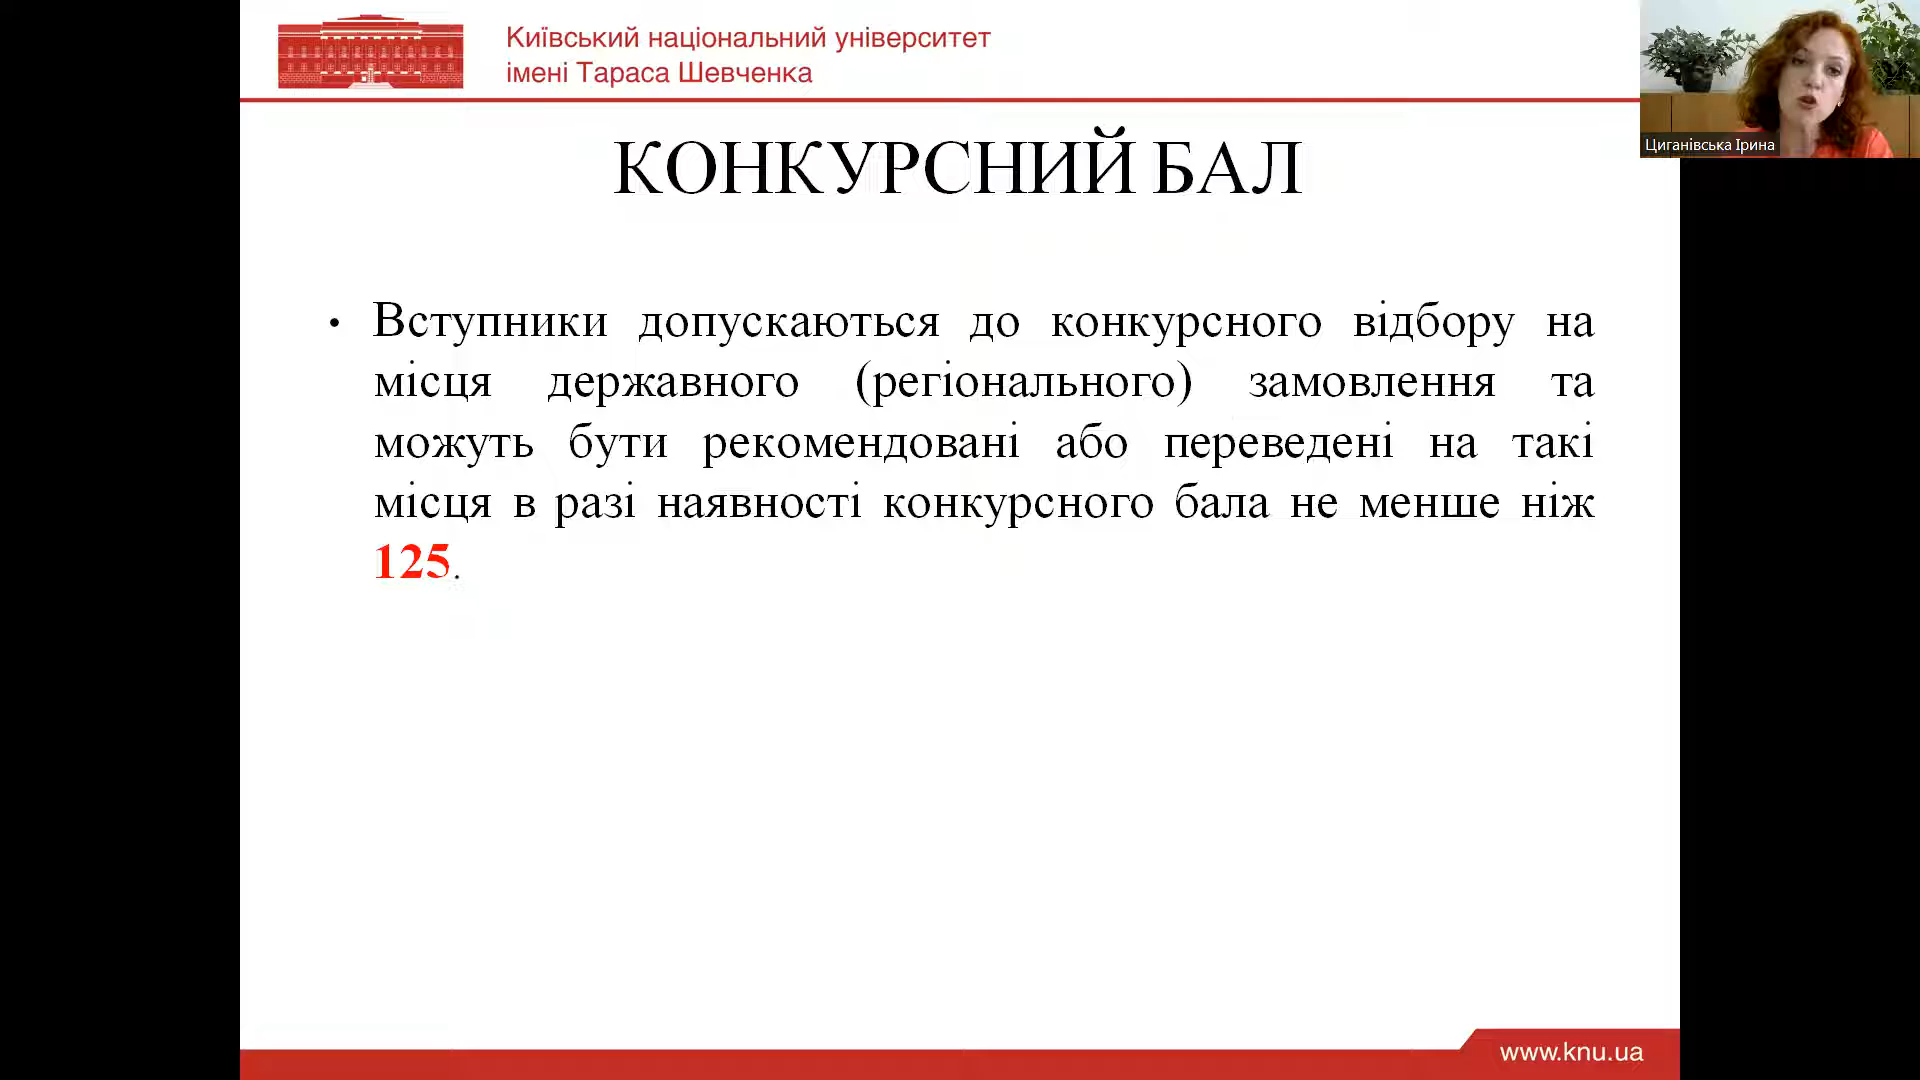 Київський національний університет
імені Тараса Шевченка
Циганівська Ірина
КОНКУРСНИЙ БАЛ
• Вступники допускаються до конкурсного відбору на
місця державного (регіонального) замовлення та
можуть бути рекомендовані або переведені на такі
місця в разі наявності конкурсного бала не менше ніж
125.
www.knu.ua